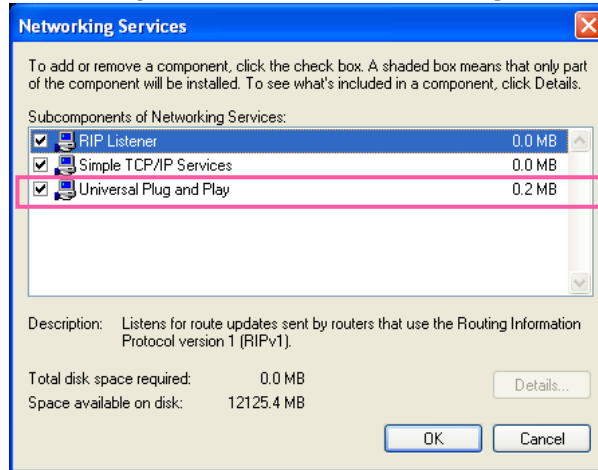 Networking Services
To add or remove a component, click the check box. A shaded box means that only part
of the component will be installed. To see what's included in a component, click Details.
Subcomponents of Networking Services:
RIP Listener 0.0 MB
Simple TCP/IP Services 0.0 MB
Universal Plug and Play 0.2 MB
Description: Listens for route updates sent by routers that use the Routing Information
Protocol version 1 (RIPv1).
Total disk space required: 0.0 MB
Details...
Space available on disk: 12125.4 MB
OK Cancel